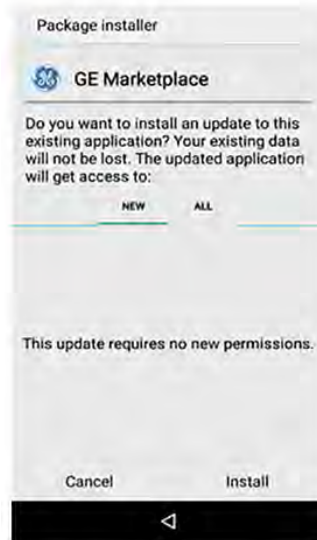 Package installer
GE Marketplace
Do you want to install an update to this
existing application? Your existing data
will not be lost. The updated application
will get access to:
NEW ALL
This update requires no new permissions.
Cancel Install